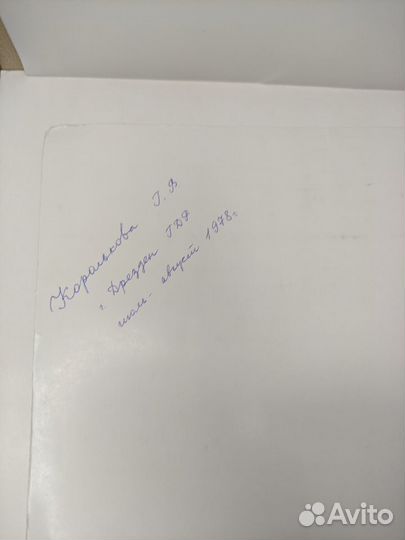 Королькова Г. В
г. Дрезден ГДР
июль- август 1978г.
Avito